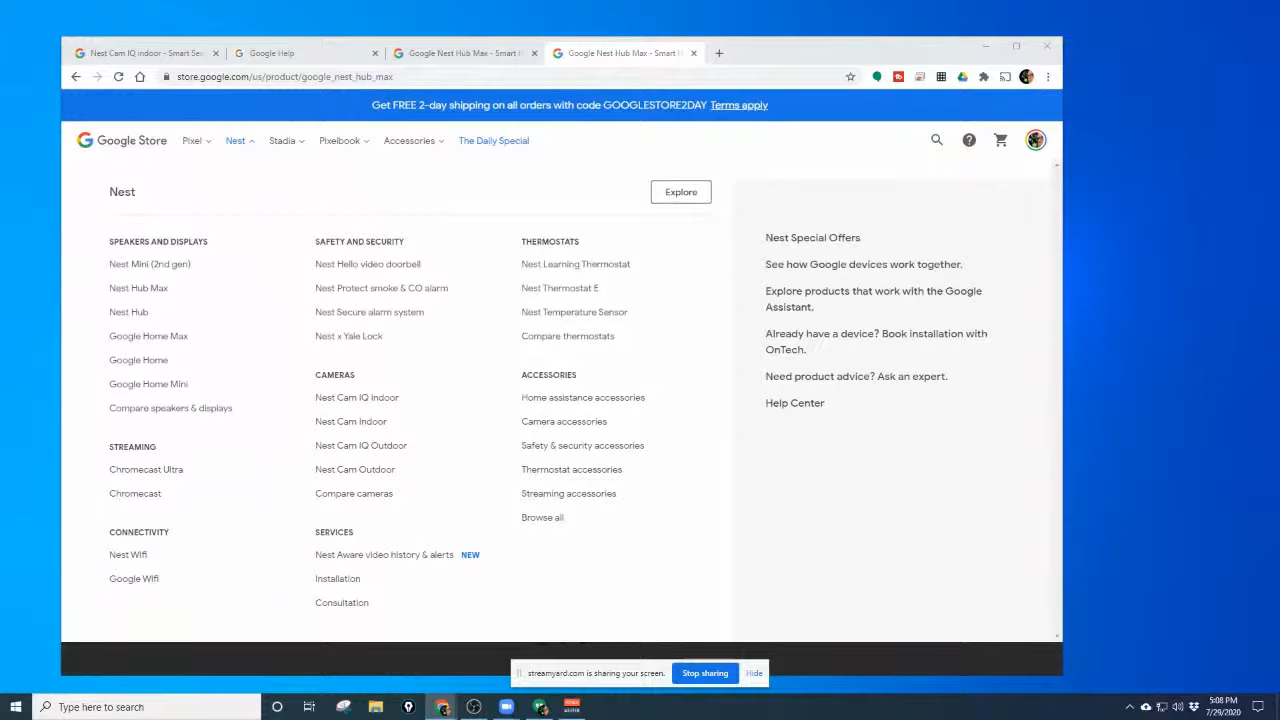 Nest Cam IQ indoor - Smart Sec
Google Help
Google Nest Hub Max - Smart H
Google Nest Hub Max - Smart H
store.google.com/us/product/google_nest_hub_max
Get FREE 2-day shipping on all orders with code GOOGLESTORE2DAY Terms apply
Google Store
Pixel
Nest
Stadia
Pixelbook
Accessories
The Daily Special
Nest
Explore
SPEAKERS AND DISPLAYS
Nest Mini (2nd gen)
Nest Hub Max
Nest Hub
Google Home Max
Google Home
Google Home Mini
Compare speakers & displays
STREAMING
Chromecast Ultra
Chromecast
CONNECTIVITY
Nest Wifi
Google Wifi
SAFETY AND SECURITY
Nest Hello video doorbell
Nest Protect smoke & CO alarm
Nest Secure alarm system
Nest x Yale Lock
CAMERAS
Nest Cam IQ Indoor
Nest Cam Indoor
Nest Cam IQ Outdoor
Nest Cam Outdoor
Compare cameras
SERVICES
Nest Aware video history & alerts NEW
Installation
Consultation
THERMOSTATS
Nest Learning Thermostat
Nest Thermostat E
Nest Temperature Sensor
Compare thermostats
ACCESSORIES
Home assistance accessories
Camera accessories
Safety & security accessories
Thermostat accessories
Streaming accessories
Browse all
Nest Special Offers
See how Google devices work together.
Explore products that work with the Google
Assistant.
Already have a device? Book installation with
OnTech.
Need product advice? Ask an expert.
Help Center
streamyard.com is sharing your screen.
Stop sharing
Hide
Type here to search
5:08 PM
7/29/2020